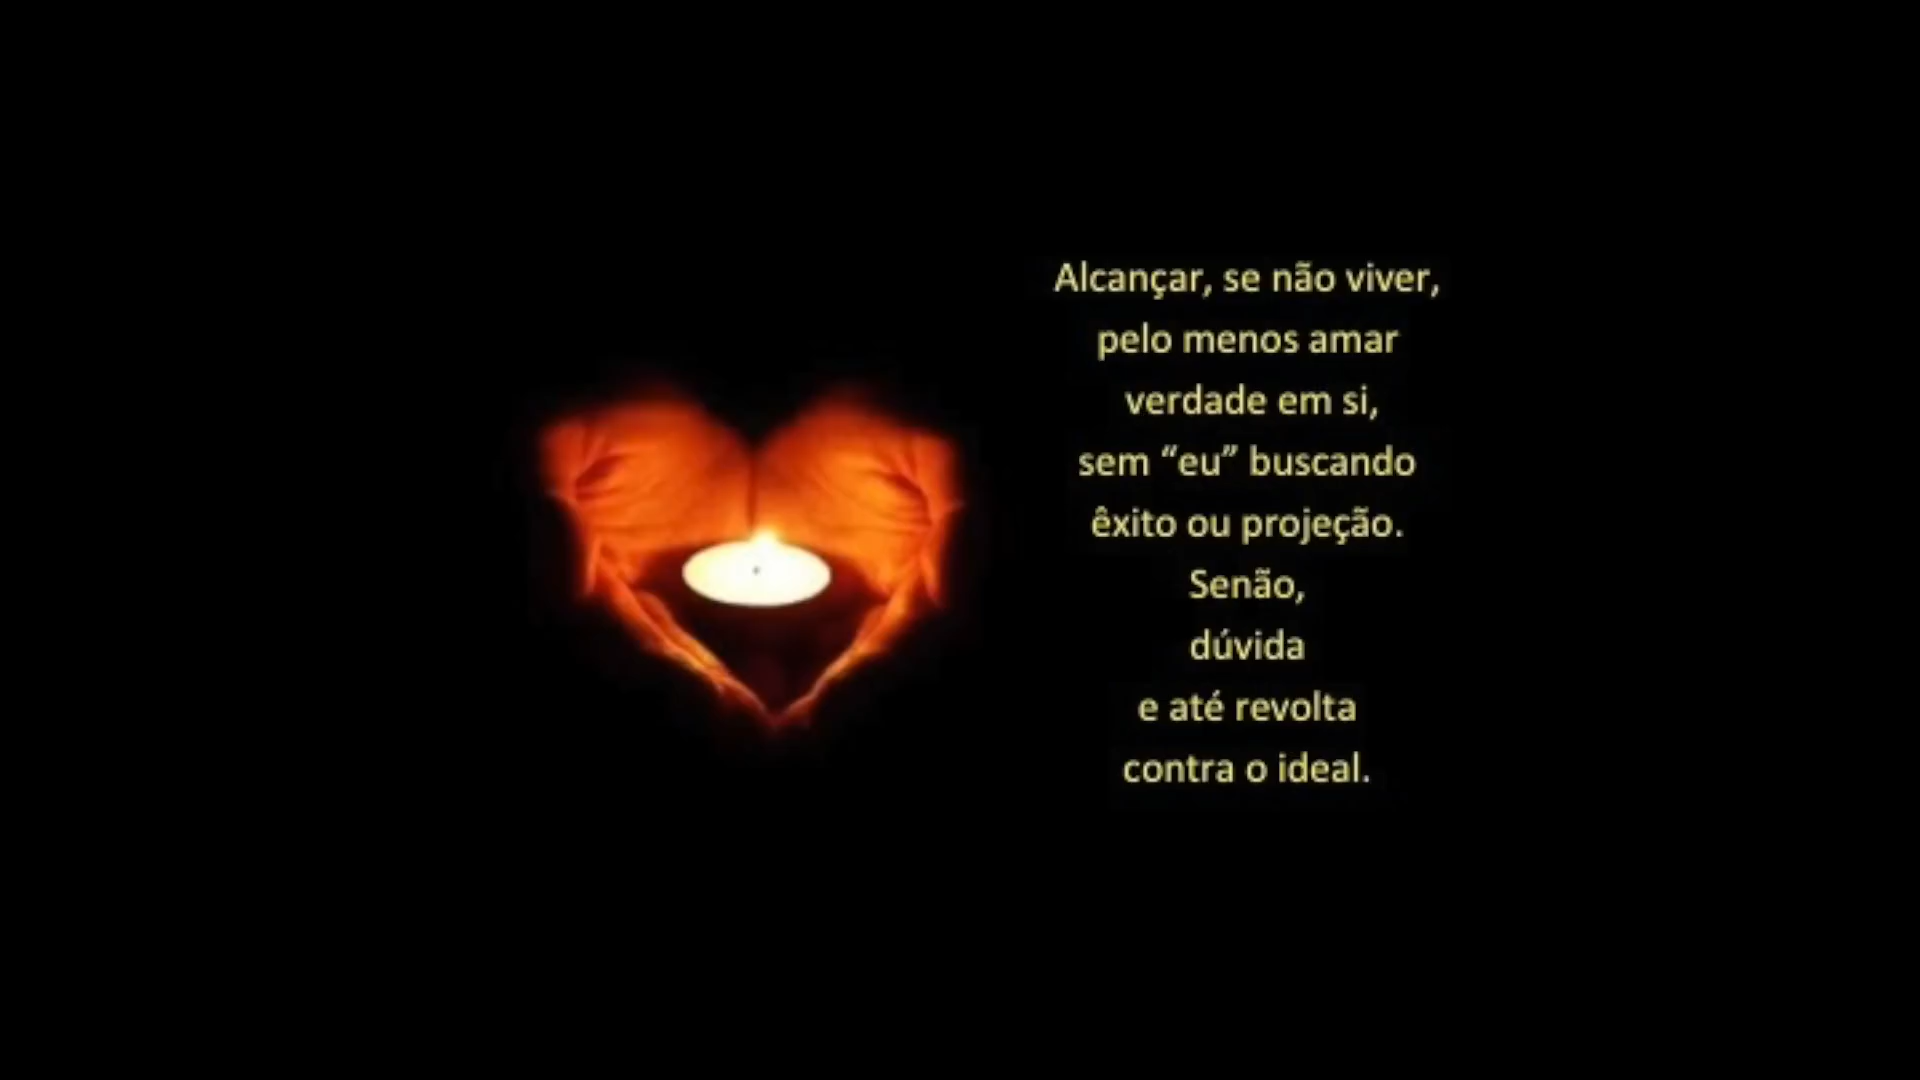 Alcançar, se não viver,
pelo menos amar
verdade em si,
sem “eu” buscando
êxito ou projeção.
Senão,
dúvida
e até revolta
contra o ideal.